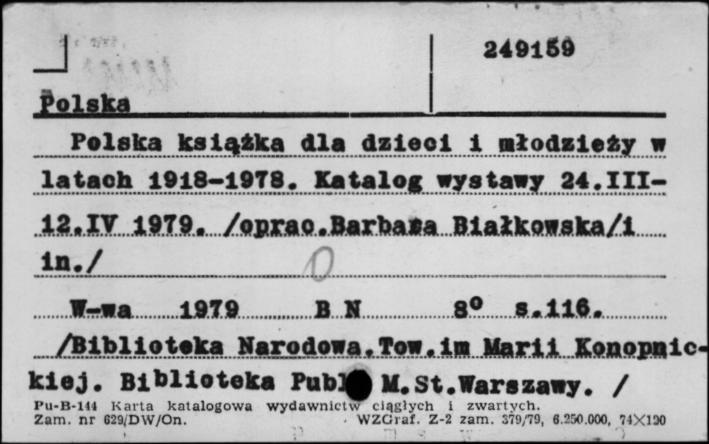 249159
Polska
Polska książka dla dzieci i młodzieży w
latach 1918-1978. Katalog wystawy 24.III-
12.IV 1979. /oprac.Barbara Białkowska/i
in./
W-wa 1979 B N 8° s.116.
/Biblioteka Narodowa.Tow.im Marii Konopnic-
kiej. Biblioteka Publ M.St.Warszawy. /
Pu-B-144 Karta katalogowa wydawnictw ciągłych i zwartych.
Zam. nr 629/DW/On. WZGraf. Z-2 zam. 379/79, 6.250.000, 74×120